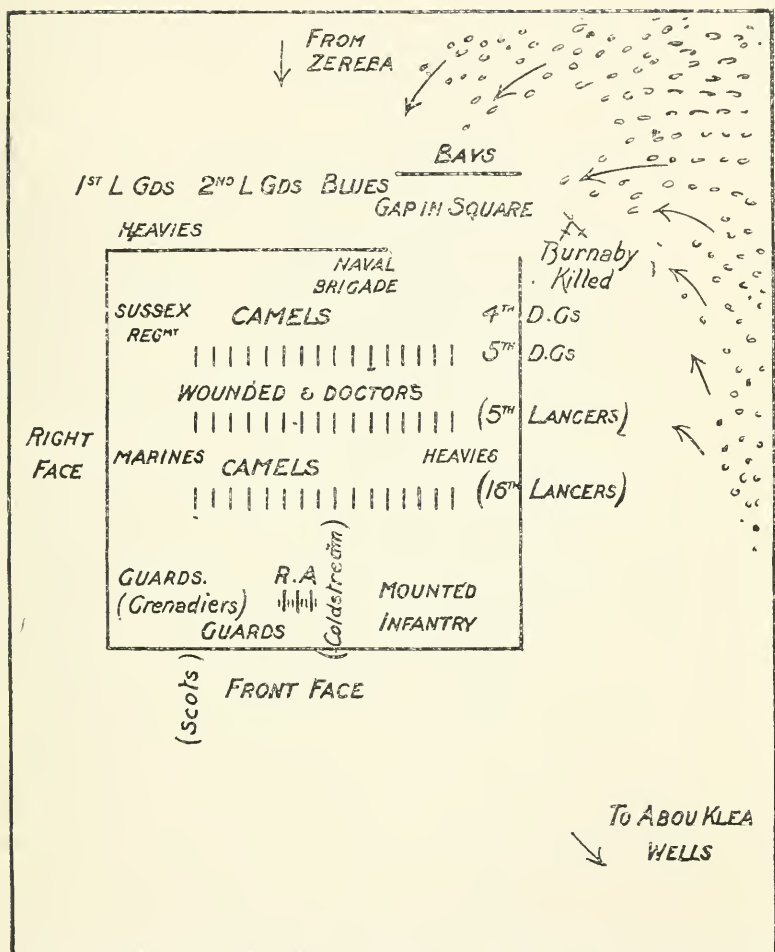 FROM
ZEREBA
BAYS
1ST L GDS 2ND L GDS BLUES
GAP IN SQUARE
HEAVIES
Burnaby
Killed
NAVAL
BRIGADE
SUSSEX
REGMT
CAMELS
4TH D.GS
5TH D.GS
WOUNDED & DOCTORS
(5TH LANCERS)
RIGHT
FACE
MARINES
CAMELS
HEAVIES
(16TH LANCERS)
GUARDS.
(Grenadiers)
R.A
(Coldstream)
MOUNTED
INFANTRY
GUARDS
(Scots)
FRONT FACE
TO ABOU KLEA
WELLS